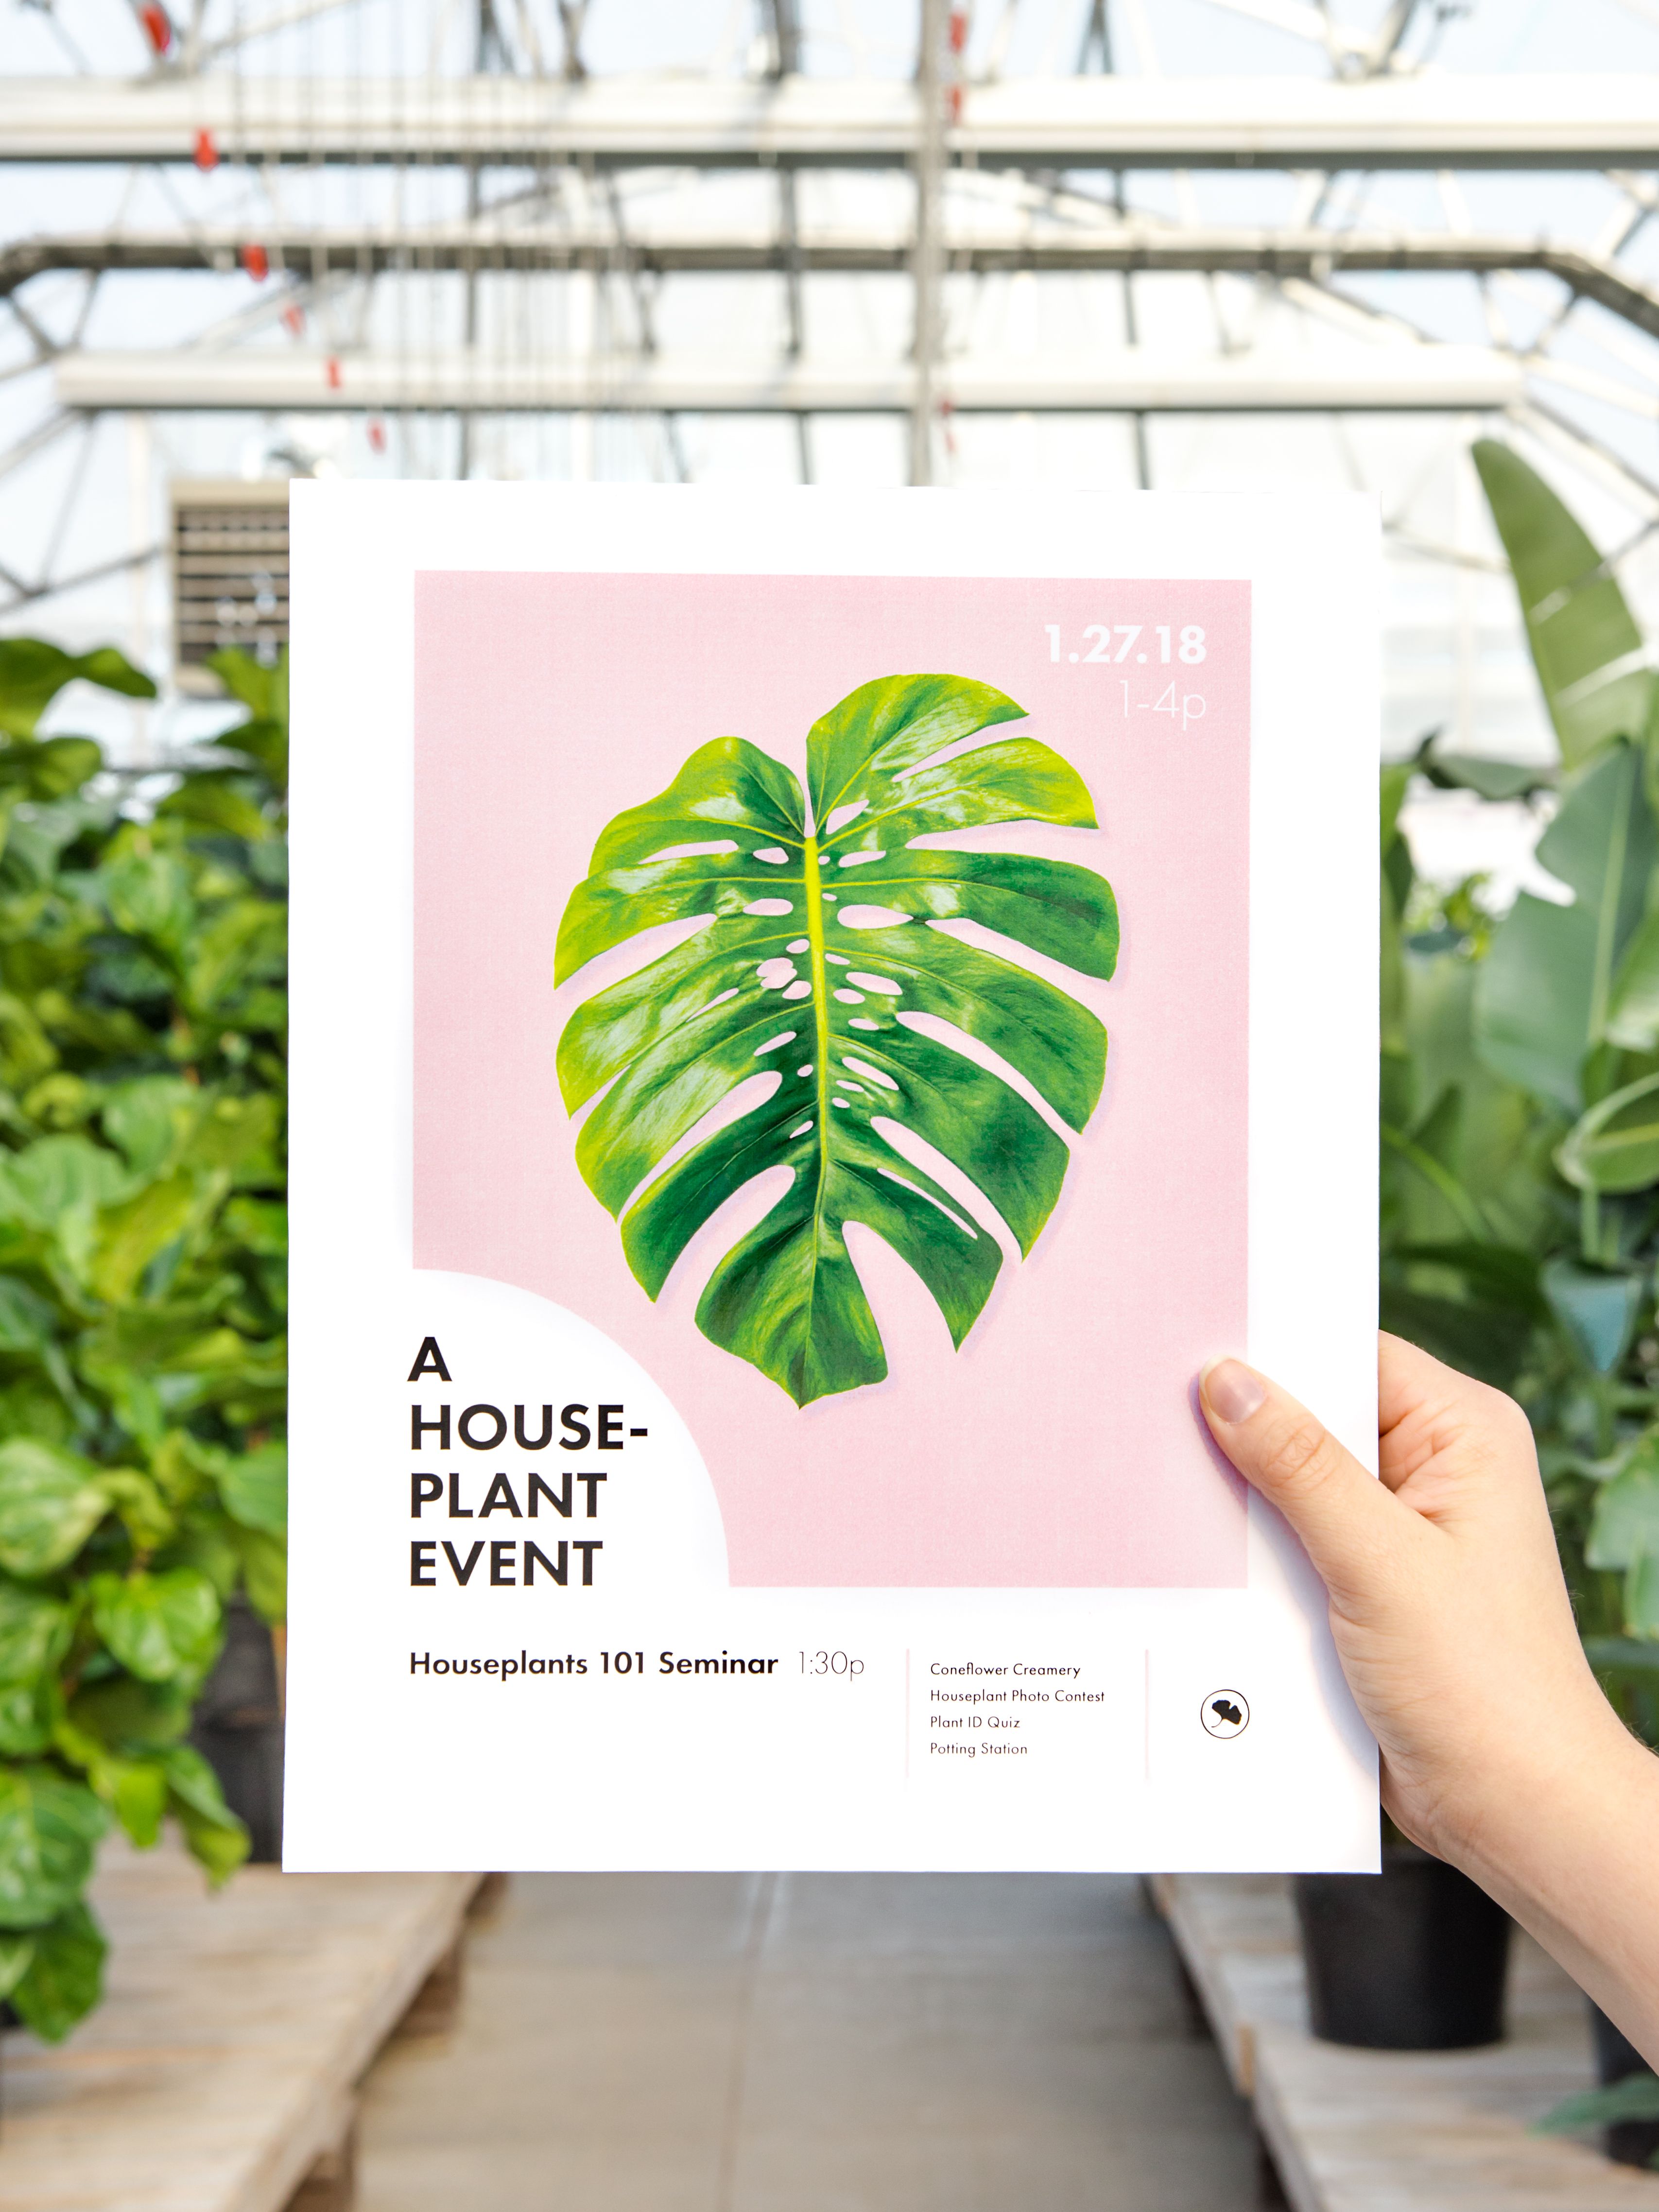 1.27.18
1-4p
A
HOUSE-
PLANT
EVENT
Houseplants 101 Seminar 1:30p
Coneflower Creamery
Houseplant Photo Contest
Plant ID Quiz
Potting Station